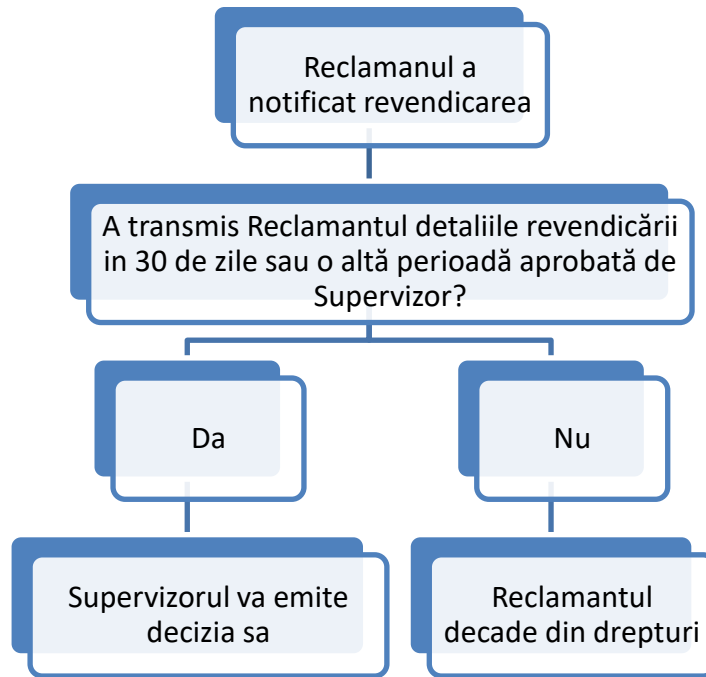 Reclamanul a
notificat revendicarea
A transmis Reclamantul detaliile revendicării
in 30 de zile sau o altă perioadă aprobată de
Supervizor?
Da
Nu
Supervizorul va emite
decizia sa
Reclamantul
decade din drepturi